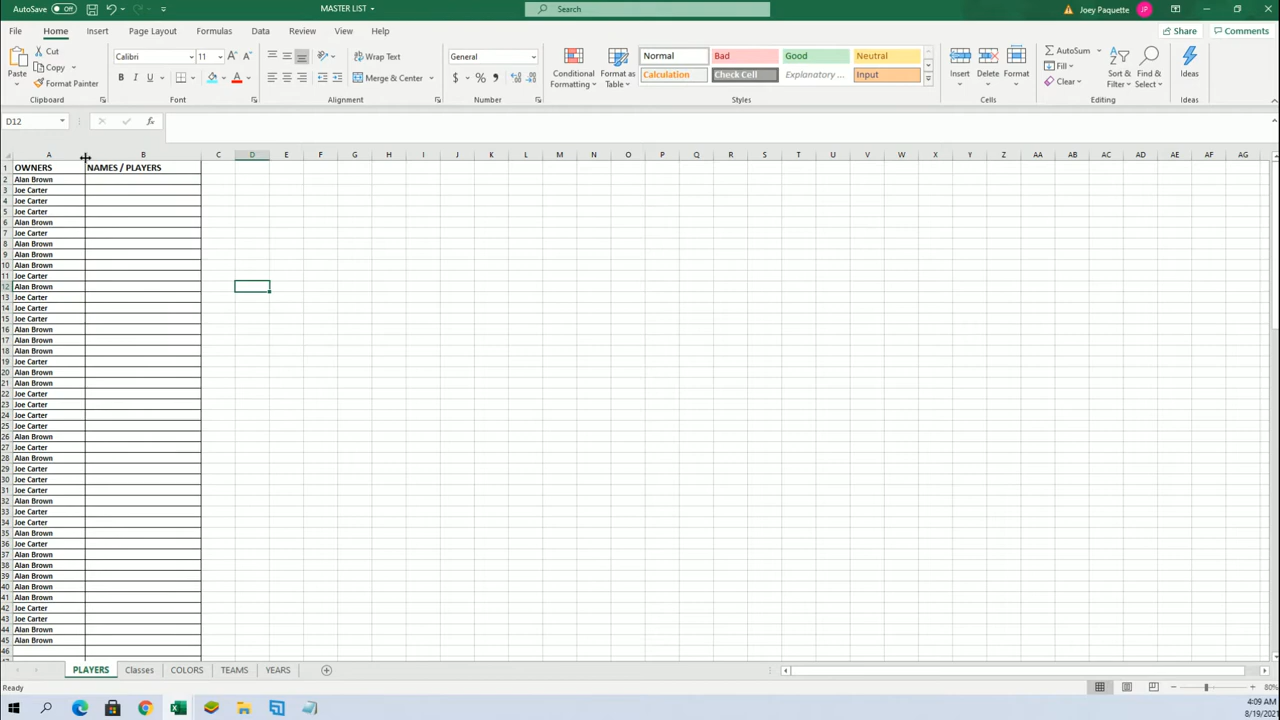 AutoSave Off MASTER LIST Search Joey Paquette JP
File Home Insert Page Layout Formulas Data Review View Help Share Comments
Paste Cut Copy Format Painter Clipboard
Calibri 11 A A B I U A Font
ab Wrap Text Merge & Center Alignment
General $ % , Number
Conditional Formatting Format as Table Normal Bad Good Neutral Calculation Check Cell Explanatory ... Input Styles
Insert Delete Format Cells
AutoSum Fill Clear Sort & Filter Find & Select Editing Ideas Ideas
D12 fx
A B C D E F G H I J K L M N O P Q R S T U V W X Y Z AA AB AC AD AE AF AG
1 OWNERS NAMES / PLAYERS
2 Alan Brown
3 Joe Carter
4 Joe Carter
5 Joe Carter
6 Alan Brown
7 Joe Carter
8 Alan Brown
9 Alan Brown
10 Alan Brown
11 Joe Carter
12 Alan Brown
13 Joe Carter
14 Joe Carter
15 Joe Carter
16 Alan Brown
17 Alan Brown
18 Alan Brown
19 Joe Carter
20 Alan Brown
21 Alan Brown
22 Joe Carter
23 Joe Carter
24 Joe Carter
25 Joe Carter
26 Alan Brown
27 Joe Carter
28 Alan Brown
29 Joe Carter
30 Joe Carter
31 Joe Carter
32 Alan Brown
33 Joe Carter
34 Joe Carter
35 Alan Brown
36 Joe Carter
37 Alan Brown
38 Alan Brown
39 Alan Brown
40 Alan Brown
41 Alan Brown
42 Joe Carter
43 Joe Carter
44 Alan Brown
45 Alan Brown
46
PLAYERS Classes COLORS TEAMS YEARS
Ready 80%
4:09 AM
8/19/2021